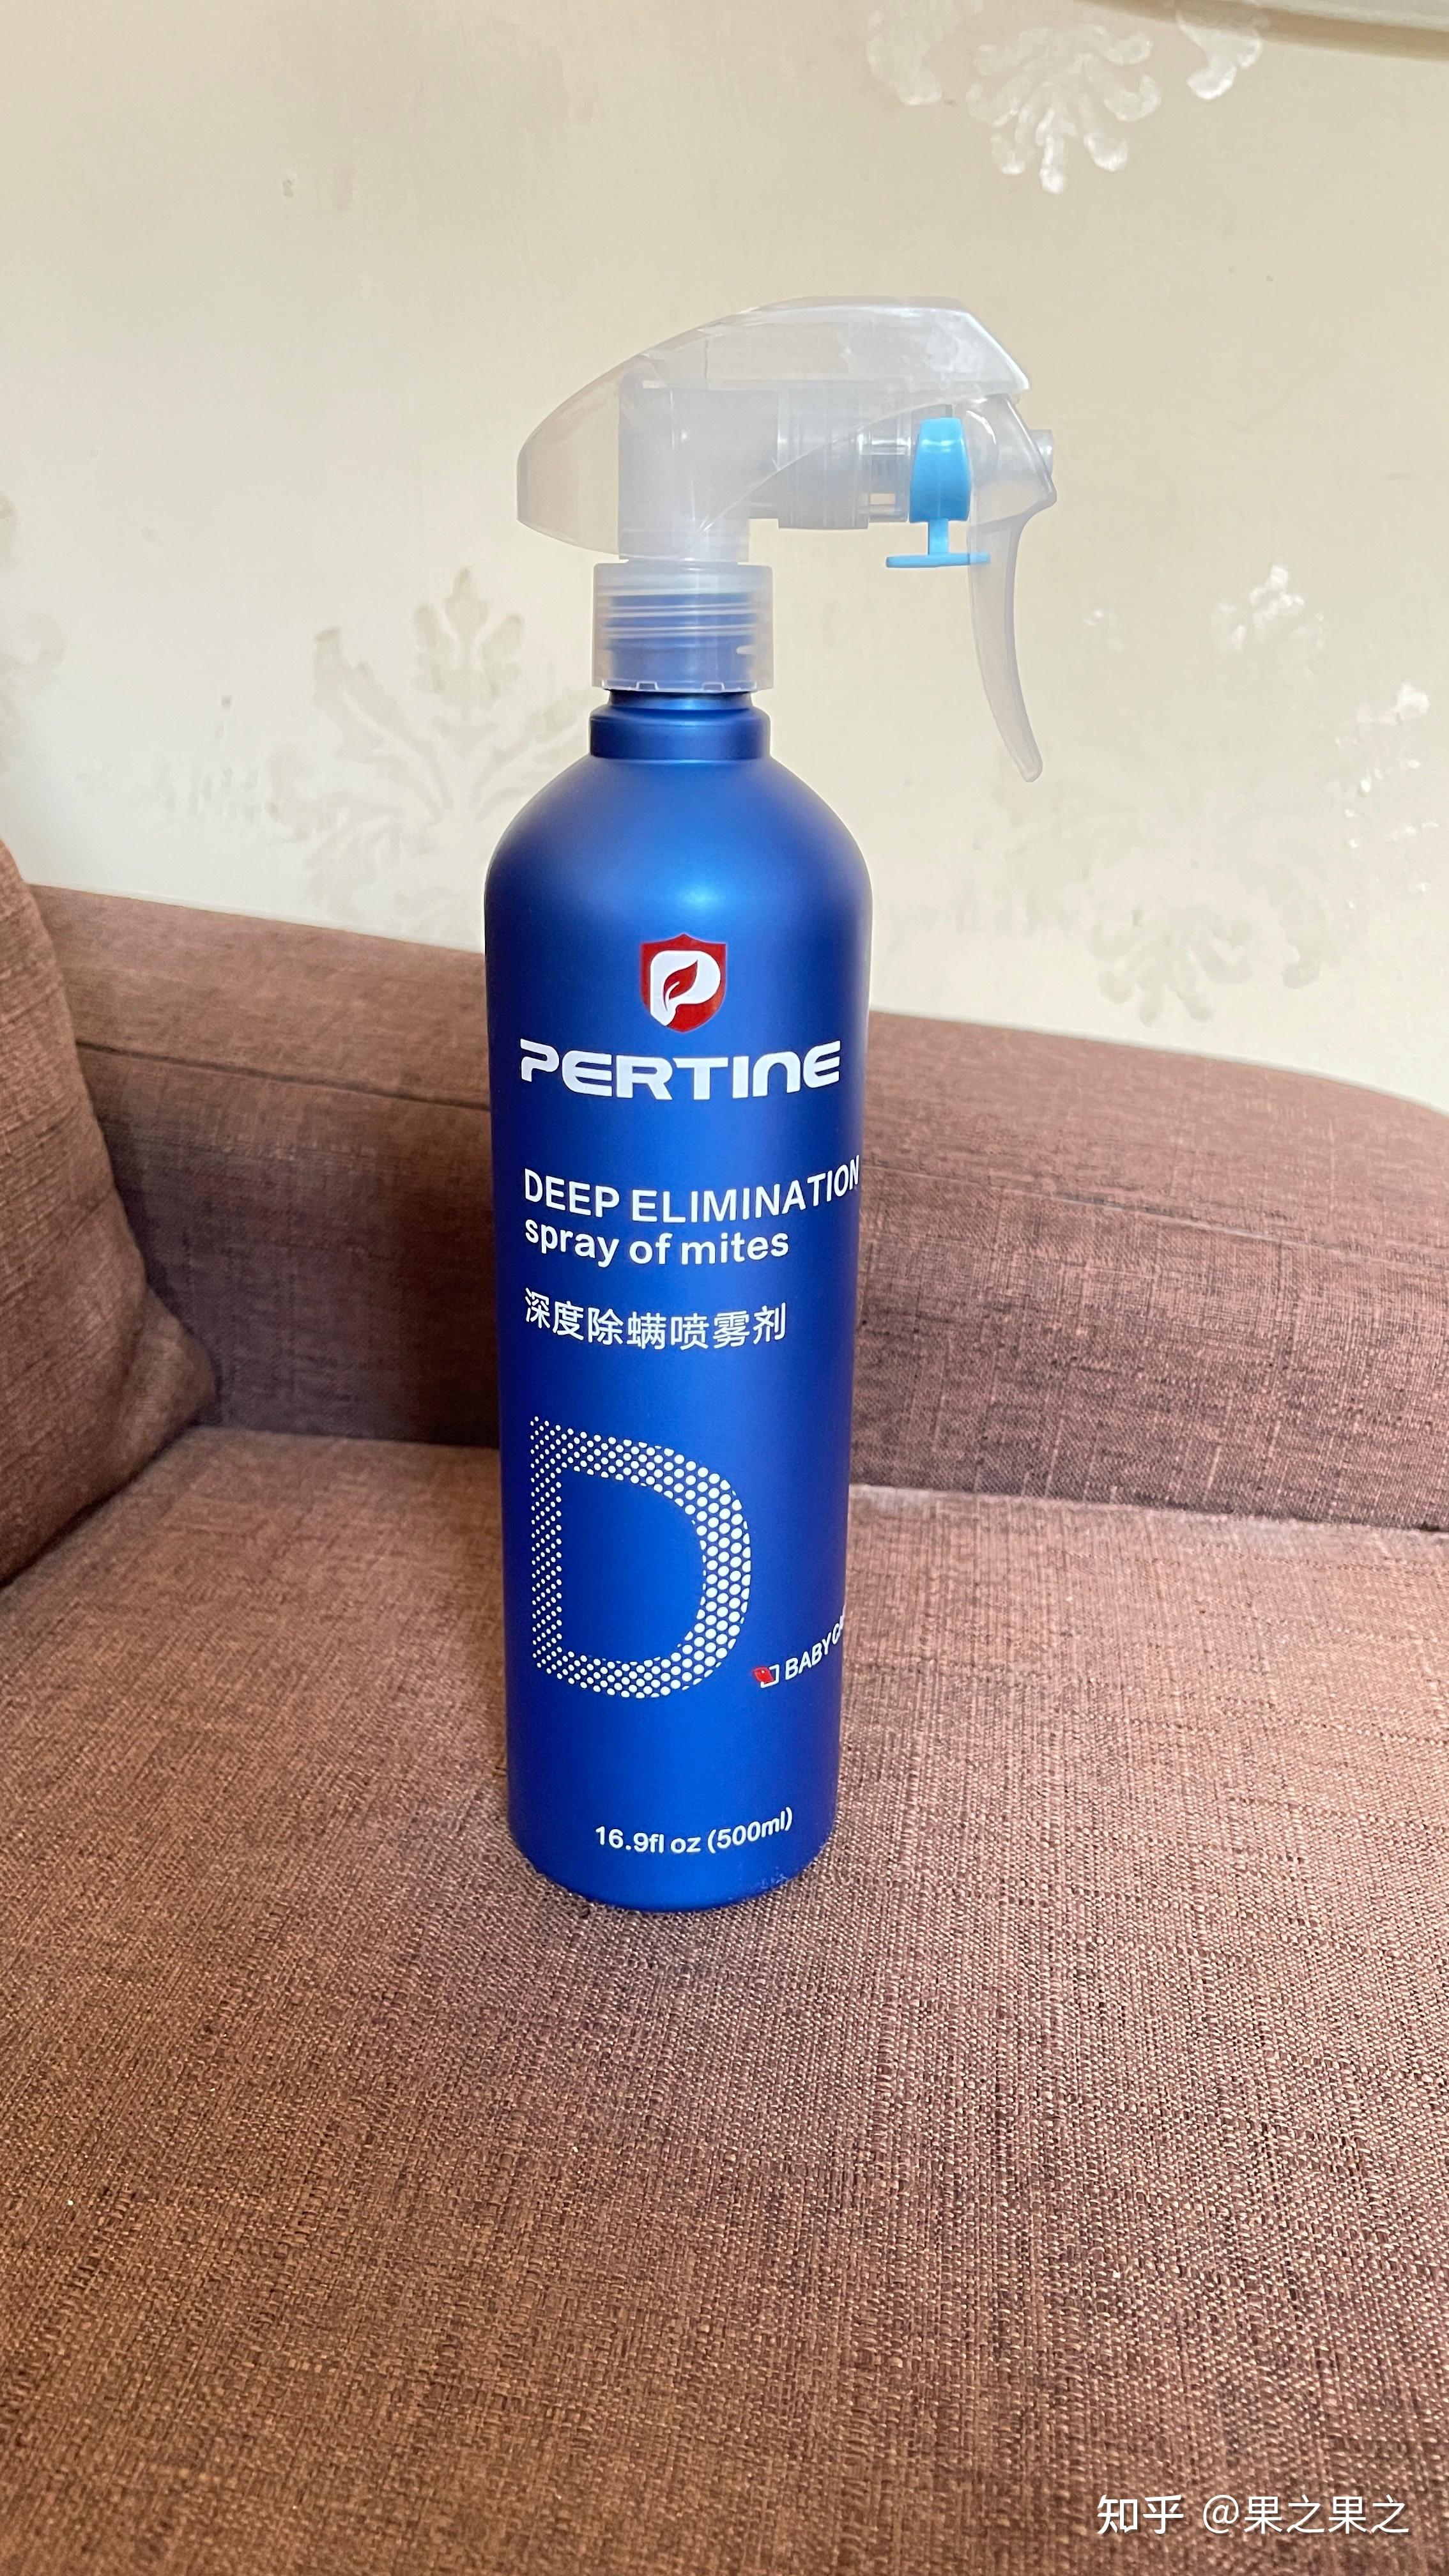 PERTINE
DEEP ELIMINATION
spray of mites
深度除螨喷雾剂
D
BABY
16.9fl oz (500ml)
知乎 @果之果之